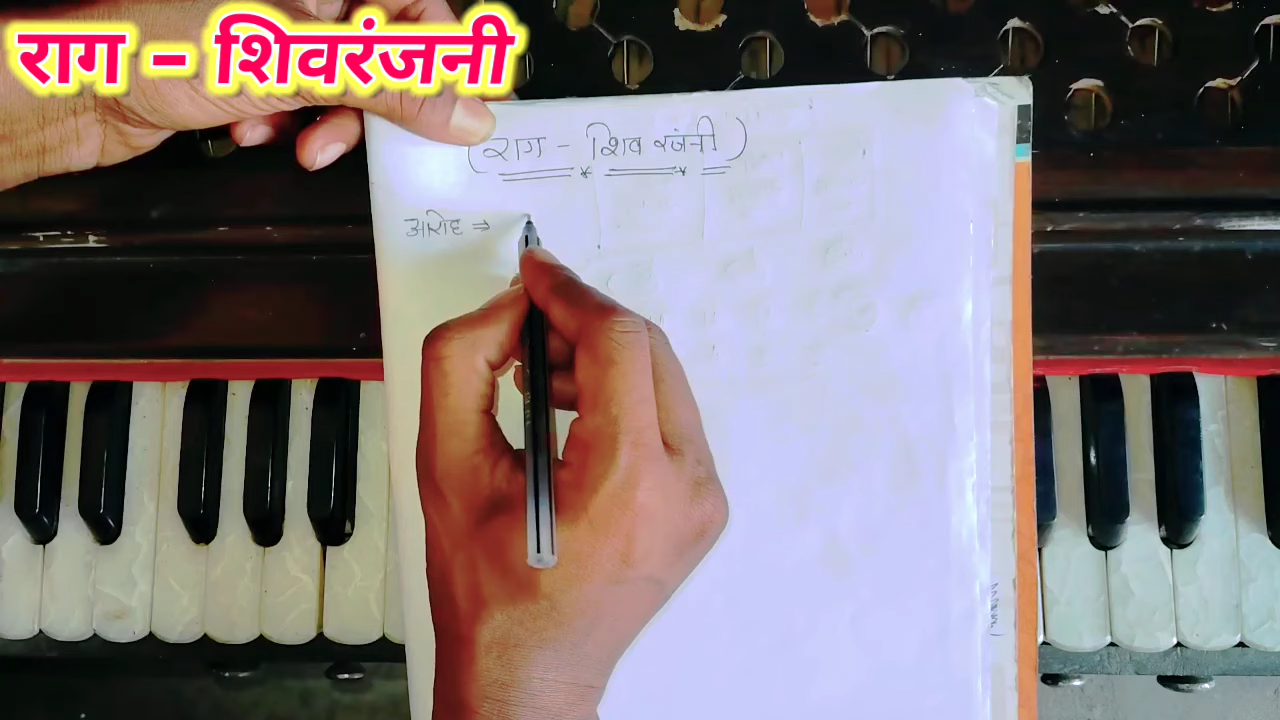 राग - शिवरंजनी
(राग - शिव रंजनी)
आरोह ⇒